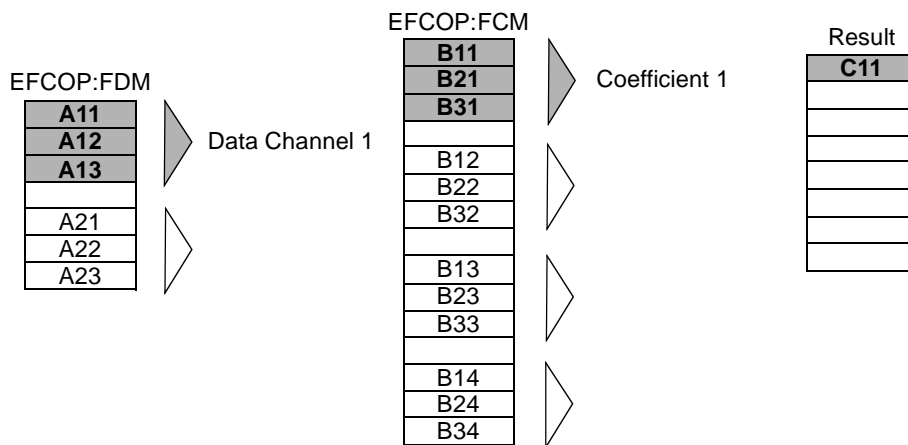 EFCOP:FDM
A11
A12
A13
A21
A22
A23
Data Channel 1
EFCOP:FCM
B11
B21
B31
B12
B22
B32
B13
B23
B33
B14
B24
B34
Coefficient 1
Result
C11